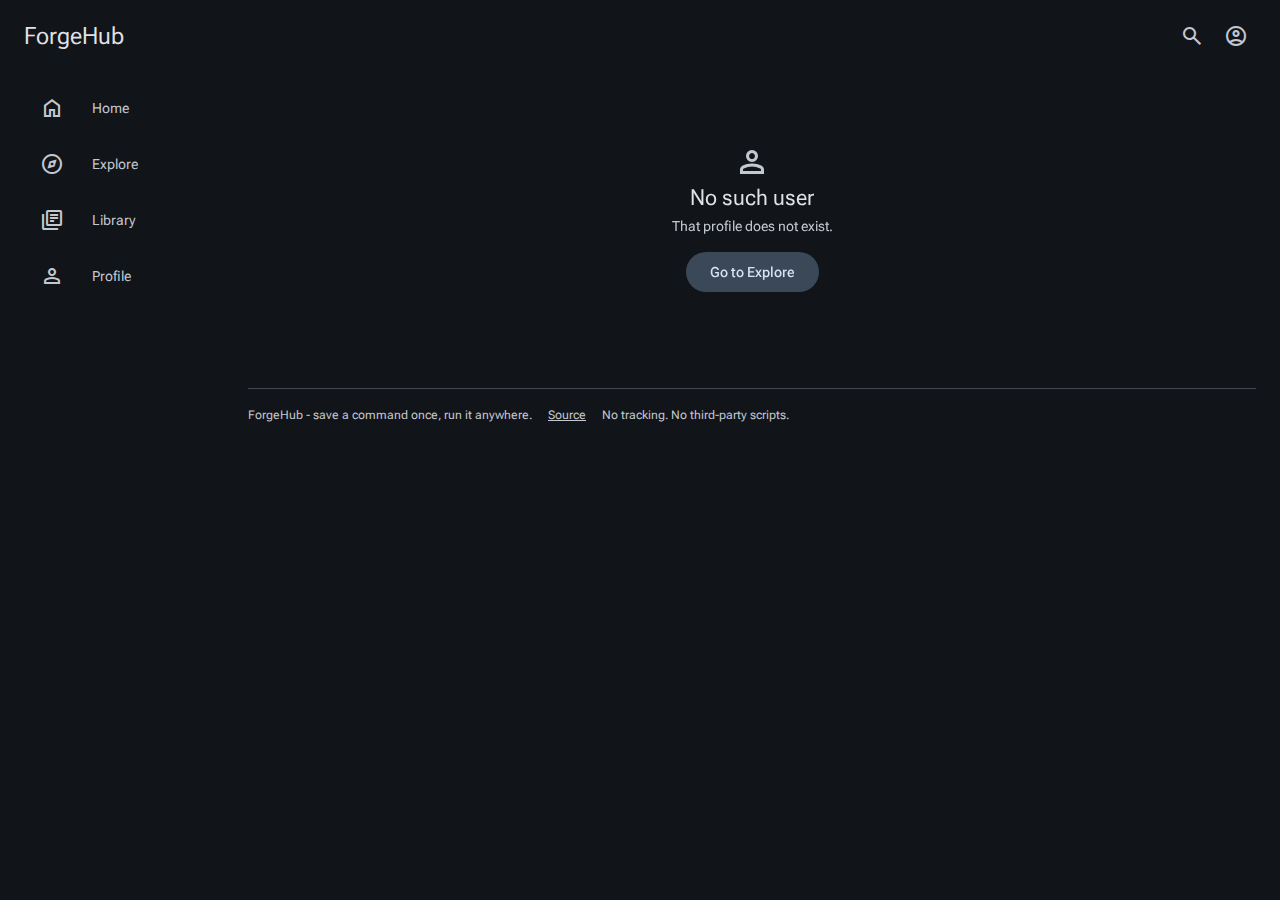 ForgeHub
Home
Explore
Library
Profile
No such user
That profile does not exist.
Go to Explore
ForgeHub - save a command once, run it anywhere. Source No tracking. No third-party scripts.